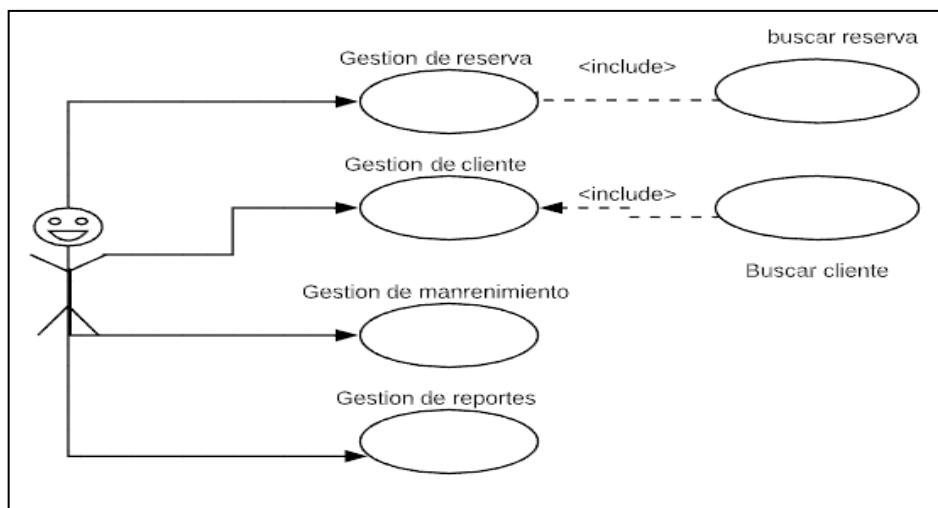 buscar reserva
Gestion de reserva
<include>
Gestion de cliente
<include>
Buscar cliente
Gestion de manrenimiento
Gestion de reportes